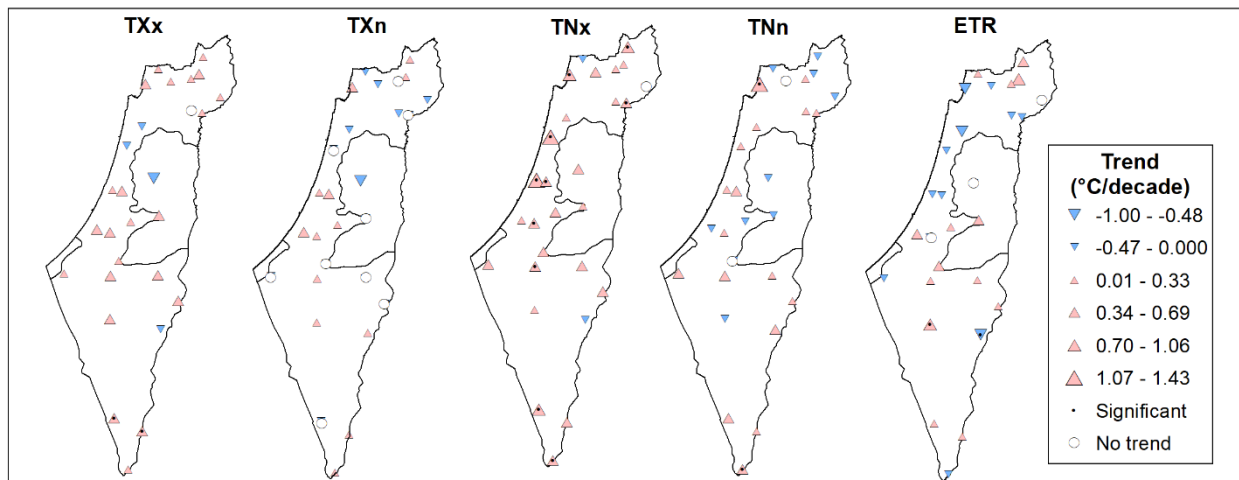 TXx TXn TNx TNn ETR
Trend
(°C/decade)
-1.00 - -0.48
-0.47 - 0.000
0.01 - 0.33
0.34 - 0.69
0.70 - 1.06
1.07 - 1.43
Significant
No trend